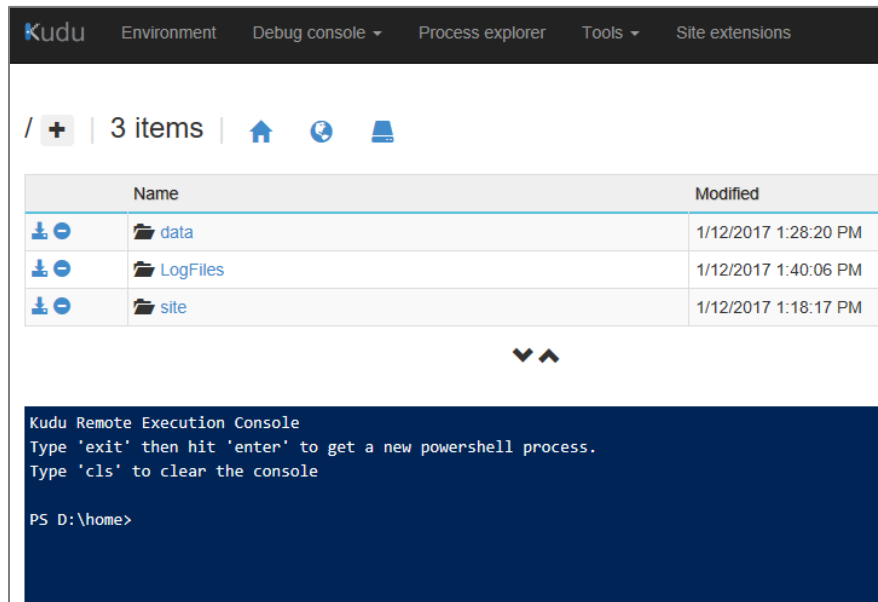 Kudu Environment Debug console Process explorer Tools Site extensions
/ + | 3 items |
Name Modified
data 1/12/2017 1:28:20 PM
LogFiles 1/12/2017 1:40:06 PM
site 1/12/2017 1:18:17 PM
Kudu Remote Execution Console
Type 'exit' then hit 'enter' to get a new powershell process.
Type 'cls' to clear the console
PS D:\home>